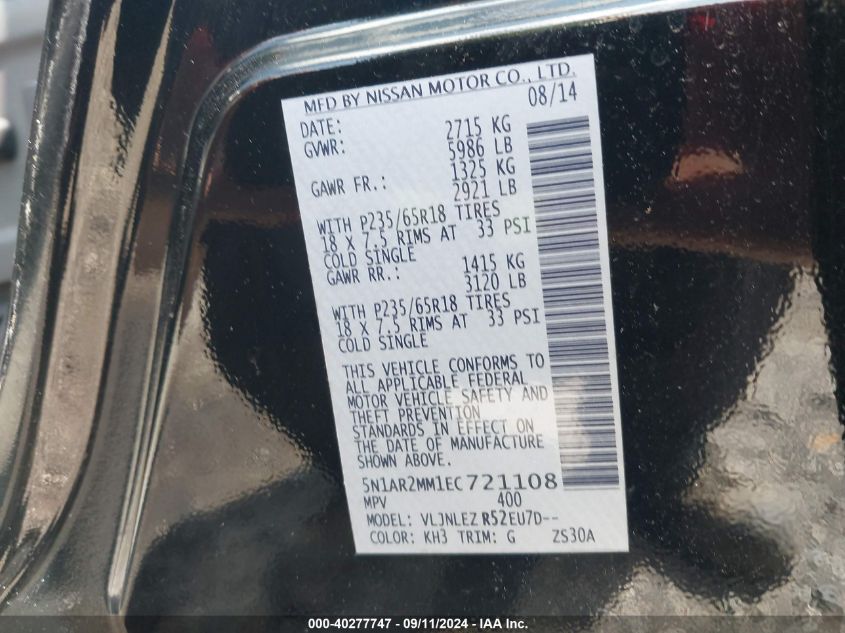 MFD BY NISSAN MOTOR CO., LTD.
DATE: 08/14
GVWR: 2715 KG
5986 LB
GAWR FR.: 1325 KG
2921 LB
WITH P235/65R18 TIRES
18 X 7.5 RIMS AT 33 PSI
COLD SINGLE
GAWR RR.: 1415 KG
3120 LB
WITH P235/65R18 TIRES
18 X 7.5 RIMS AT 33 PSI
COLD SINGLE
THIS VEHICLE CONFORMS TO
ALL APPLICABLE FEDERAL
MOTOR VEHICLE SAFETY AND
THEFT PREVENTION
STANDARDS IN EFFECT ON
THE DATE OF MANUFACTURE
SHOWN ABOVE.
5N1AR2MM1EC721108
MPV 400
MODEL: VLJNLEZ R52EU7D--
COLOR: KH3 TRIM: G ZS30A
000-40277747 - 09/11/2024 - IAA Inc.